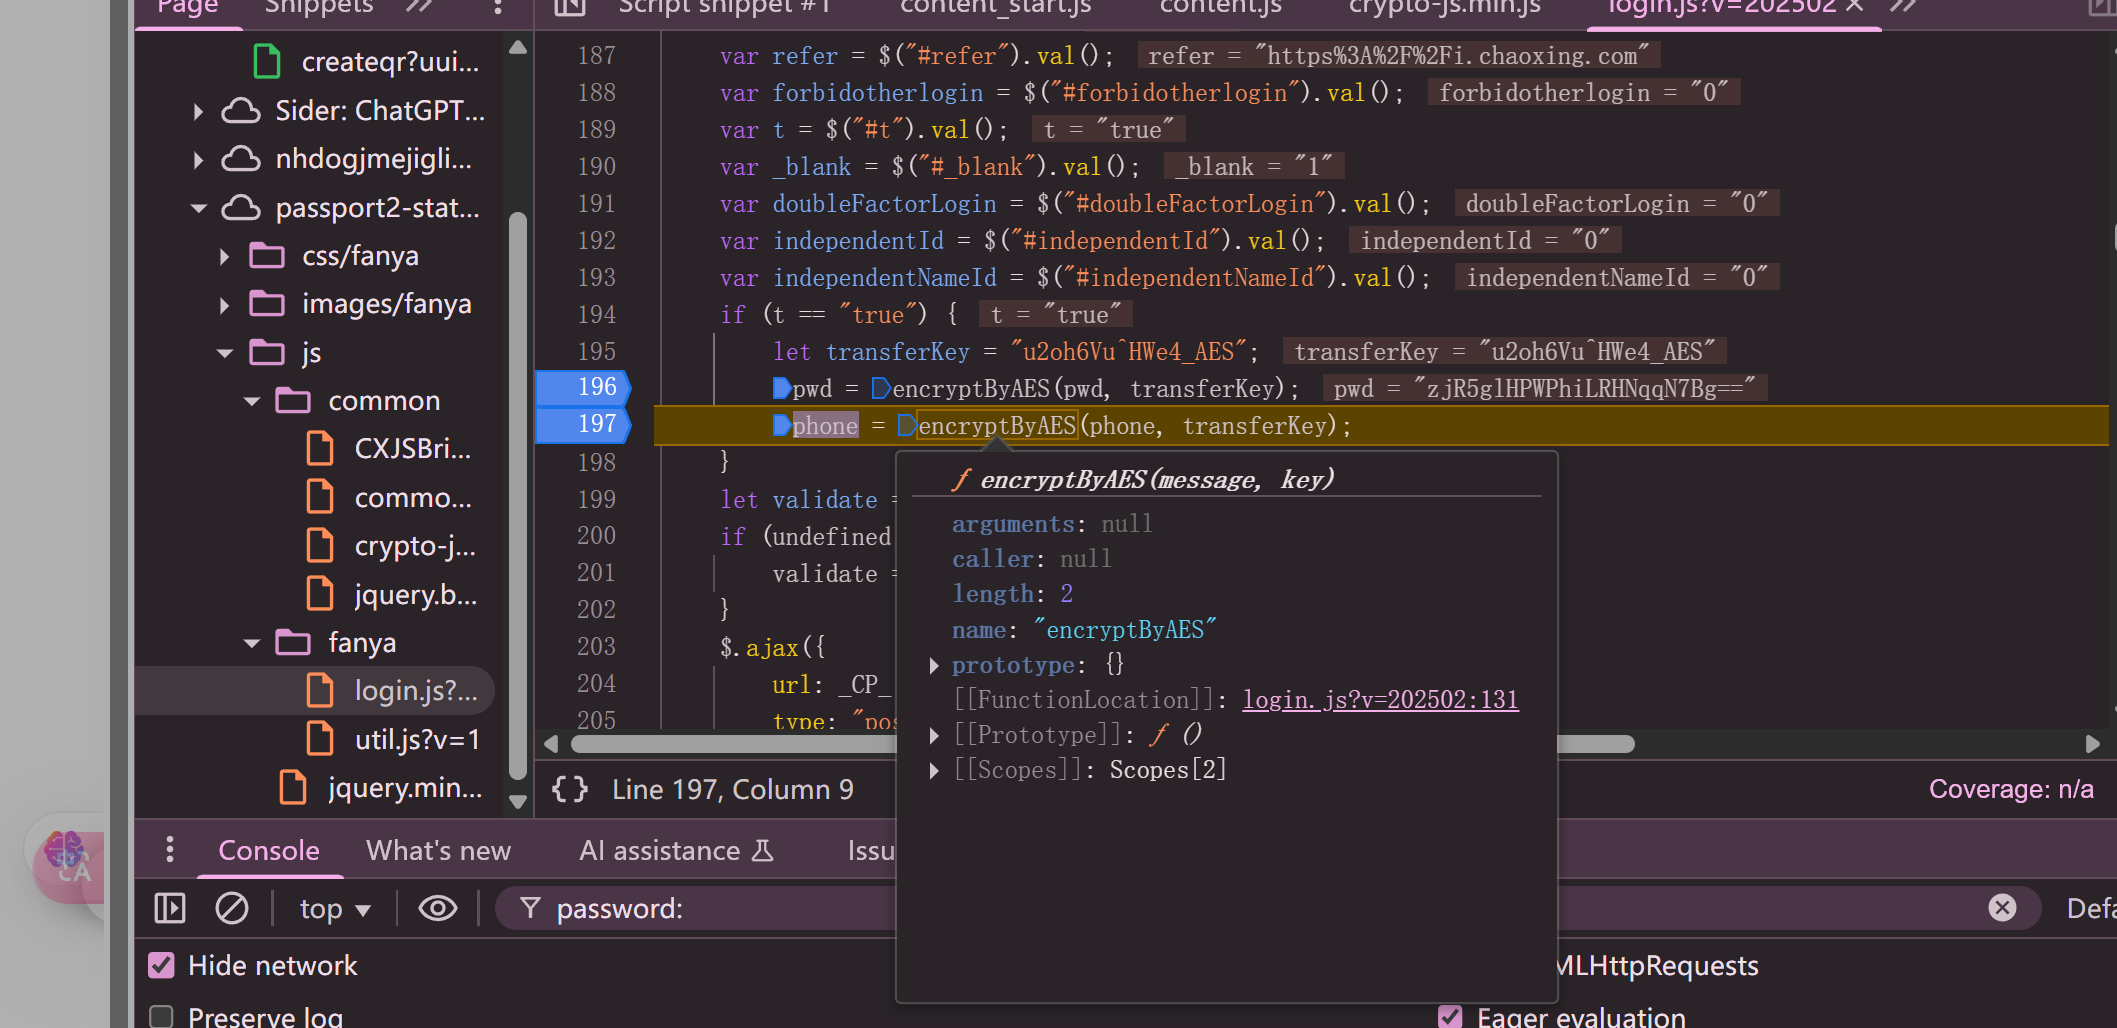 Page
Snippets
Script snippet #1
content_start.js
content.js
crypto-js.min.js
login.js?v=202502
createqr?uui...
Sider: ChatGPT...
nhdogjmejigli...
passport2-stat...
css/fanya
images/fanya
js
common
CXJSBri...
commo...
crypto-j...
jquery.b...
fanya
login.js?...
util.js?v=1
jquery.min...
187 var refer = $("#refer").val(); refer = "https%3A%2F%2Fi.chaoxing.com"
188 var forbidotherlogin = $("#forbidotherlogin").val(); forbidotherlogin = "0"
189 var t = $("#t").val(); t = "true"
190 var _blank = $("#_blank").val(); _blank = "1"
191 var doubleFactorLogin = $("#doubleFactorLogin").val(); doubleFactorLogin = "0"
192 var independentId = $("#independentId").val(); independentId = "0"
193 var independentNameId = $("#independentNameId").val(); independentNameId = "0"
194 if (t == "true") { t = "true"
195 let transferKey = "u2oh6Vu^HWe4_AES"; transferKey = "u2oh6Vu^HWe4_AES"
196 pwd = encryptByAES(pwd, transferKey); pwd = "zjR5glHPWPhiLRHNqqN7Bg=="
197 phone = encryptByAES(phone, transferKey);
198 }
199 let validate =
200 if (undefined
201 validate =
202 }
203 $.ajax({
204 url: _CP_
205 type: "pos
f encryptByAES(message, key)
arguments: null
caller: null
length: 2
name: "encryptByAES"
prototype: {}
[[FunctionLocation]]: login.js?v=202502:131
[[Prototype]]: f ()
[[Scopes]]: Scopes[2]
{} Line 197, Column 9
Coverage: n/a
Console
What's new
AI assistance
Issu
top
password:
Defa
Hide network
MLHttpRequests
Preserve log
Eager evaluation